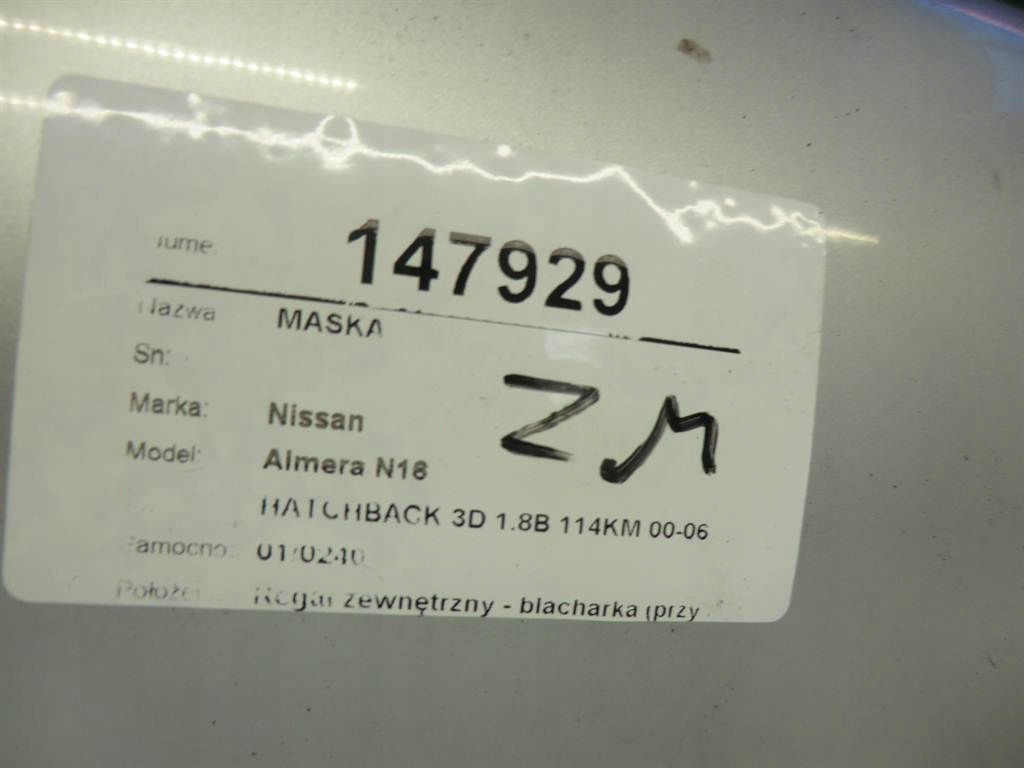 147929
Nazwa MASKA
Sn:
Marka: Nissan
Model: Almera N16
HATCHBACK 3D 1.8B 114KM 00-06
zewnętrzny - blacharka (przy
ZM